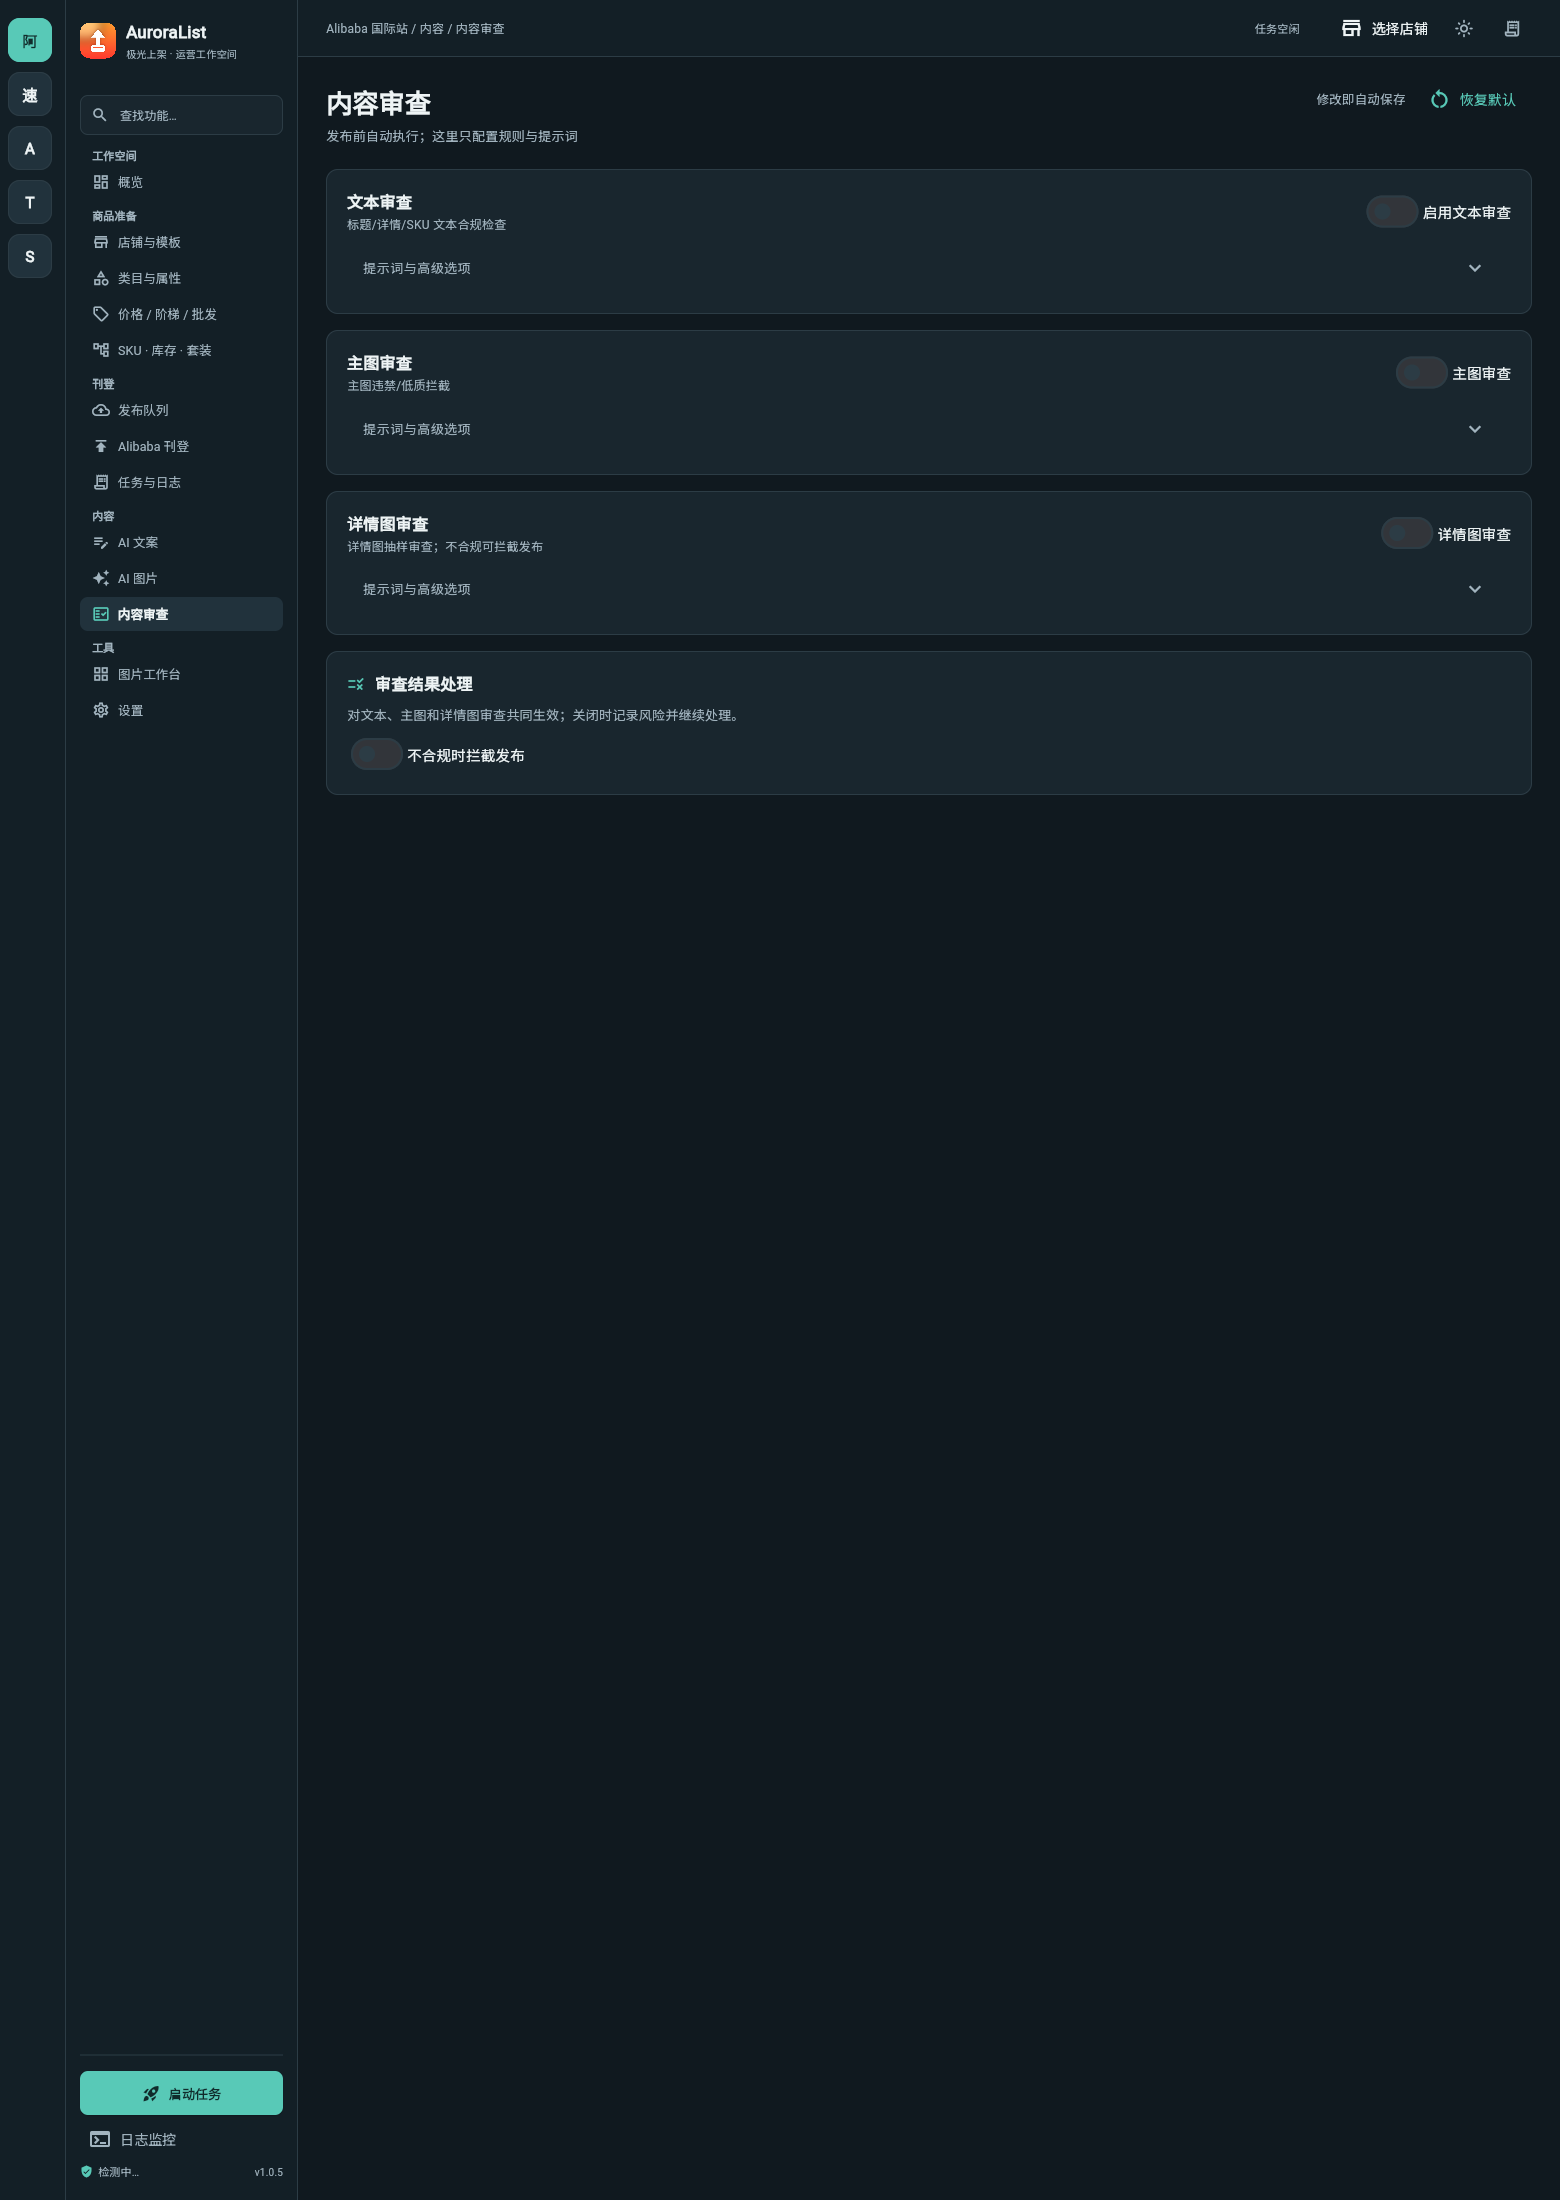 阿
速
A
T
S
AuroraList
极光上架 · 运营工作空间
查找功能...
工作空间
概览
商品准备
店铺与模板
类目与属性
价格 / 阶梯 / 批发
SKU · 库存 · 套装
刊登
发布队列
Alibaba 刊登
任务与日志
内容
AI 文案
AI 图片
内容审查
工具
图片工作台
设置
启动任务
日志监控
检测中...
v1.0.5
Alibaba 国际站 / 内容 / 内容审查
任务空闲
选择店铺
内容审查
发布前自动执行；这里只配置规则与提示词
修改即自动保存
恢复默认
文本审查
标题/详情/SKU 文本合规检查
启用文本审查
提示词与高级选项
主图审查
主图违禁/低质拦截
主图审查
提示词与高级选项
详情图审查
详情图抽样审查；不合规可拦截发布
详情图审查
提示词与高级选项
审查结果处理
对文本、主图和详情图审查共同生效；关闭时记录风险并继续处理。
不合规时拦截发布